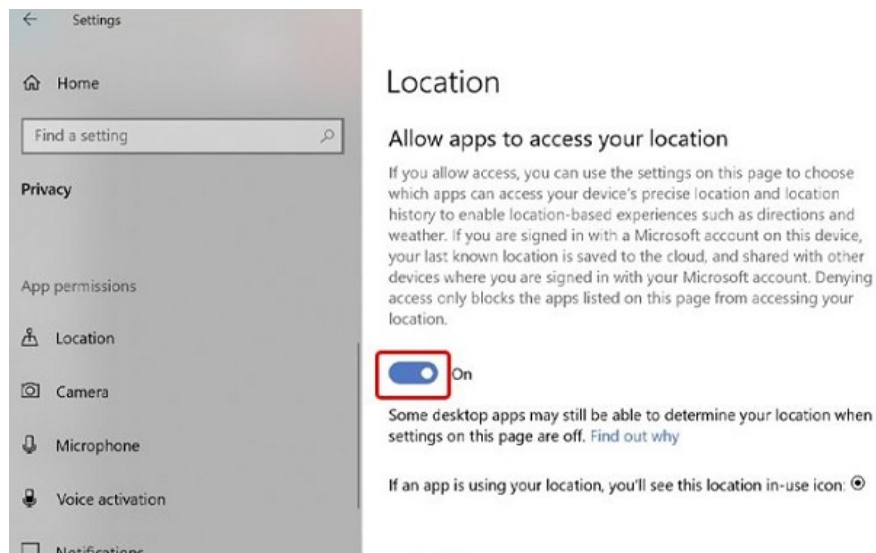 Settings
Home
Find a setting
Privacy
App permissions
Location
Camera
Microphone
Voice activation
Notifications
Location
Allow apps to access your location
If you allow access, you can use the settings on this page to choose
which apps can access your device's precise location and location
history to enable location-based experiences such as directions and
weather. If you are signed in with a Microsoft account on this device,
your last known location is saved to the cloud, and shared with other
devices where you are signed in with your Microsoft account. Denying
access only blocks the apps listed on this page from accessing your
location.
On
Some desktop apps may still be able to determine your location when
settings on this page are off. Find out why
If an app is using your location, you'll see this location in-use icon: